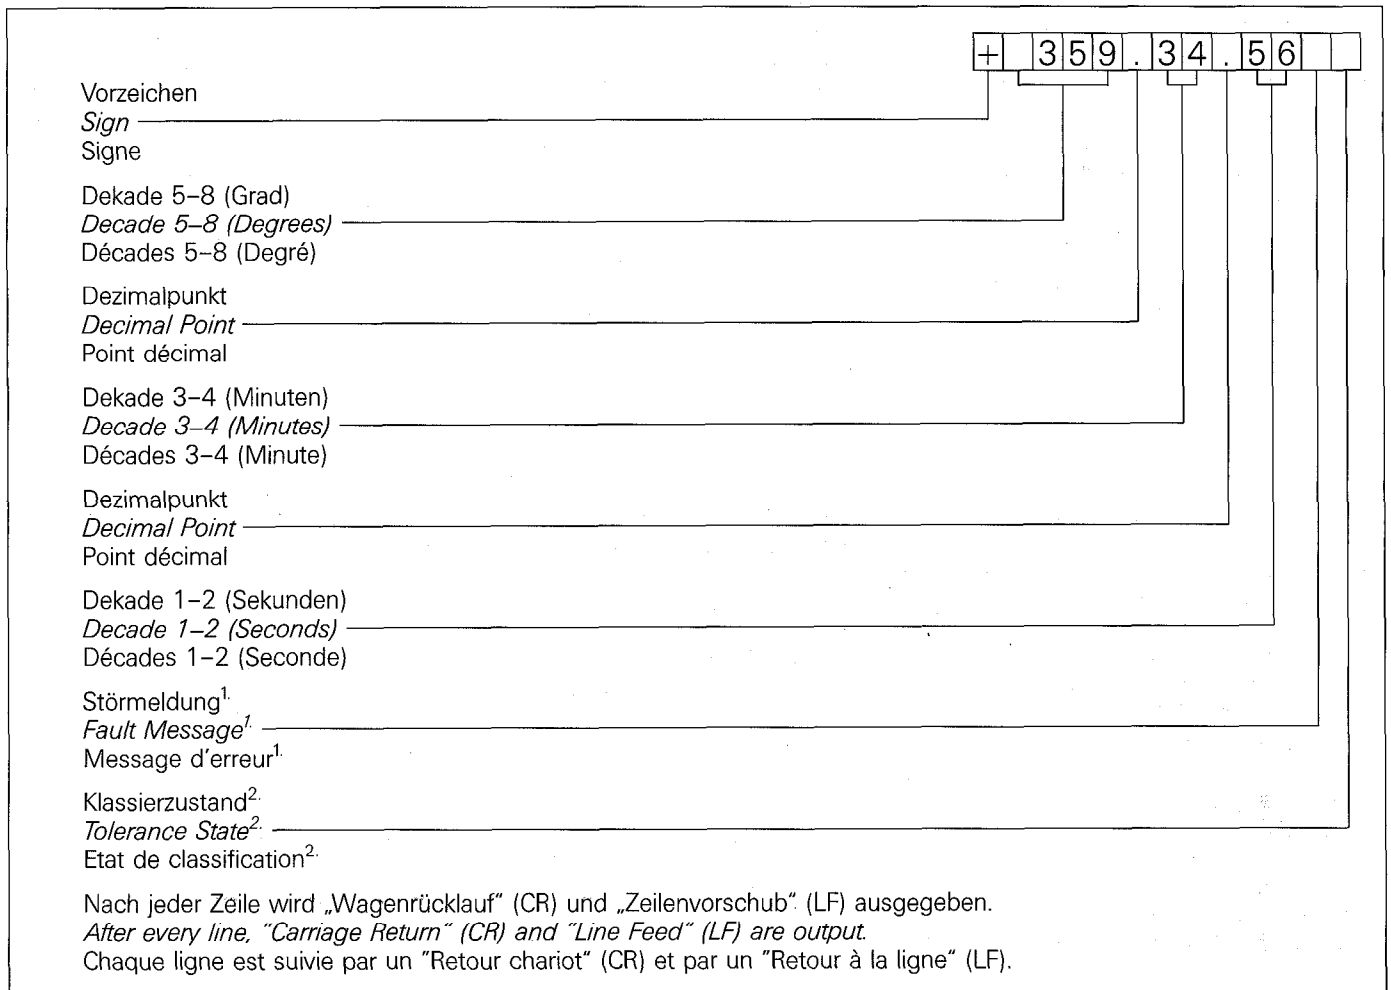 + 359.34.56
Vorzeichen
Sign
Signe
Dekade 5–8 (Grad)
Decade 5–8 (Degrees)
Décades 5–8 (Degré)
Dezimalpunkt
Decimal Point
Point décimal
Dekade 3–4 (Minuten)
Decade 3–4 (Minutes)
Décades 3–4 (Minute)
Dezimalpunkt
Decimal Point
Point décimal
Dekade 1–2 (Sekunden)
Decade 1–2 (Seconds)
Décades 1–2 (Seconde)
Störmeldung1.
Fault Message1.
Message d'erreur1.
Klassierzustand2.
Tolerance State2.
Etat de classification2.
Nach jeder Zeile wird „Wagenrücklauf“ (CR) und „Zeilenvorschub“ (LF) ausgegeben.
After every line, "Carriage Return" (CR) and "Line Feed" (LF) are output.
Chaque ligne est suivie par un "Retour chariot" (CR) et par un "Retour à la ligne" (LF).